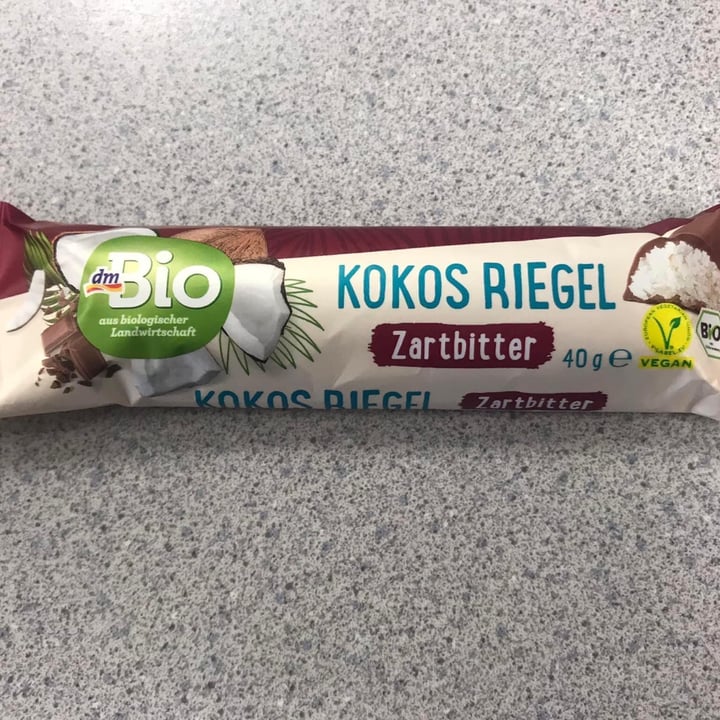 dm Bio
aus biologischer
Landwirtschaft
KOKOS RIEGEL
Zartbitter
40 g e
VEGAN
Bio
KOKOS RIEGEL Zartbitter